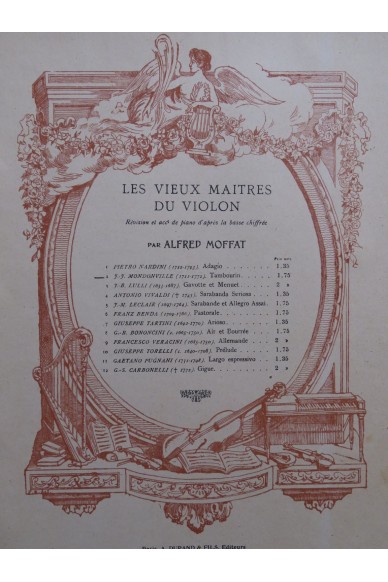 LES VIEUX MAITRES
DU VIOLON
Révision et acct de piano d'après la basse chiffrée
PAR ALFRED MOFFAT
Prix nets
1 PIETRO NARDINI (1722-1793). Adagio 1.35
2 J.-J. MONDONVILLE (1711-1772). Tambourin 1.75
3 J.-B. LULLI (1633-1687). Gavotte et Menuet 2 »
4 ANTONIO VIVALDI († 1743). Sarabanda Seriosa 1.35
5 J.-M. LECLAIR (1697-1764). Sarabande et Allegro Assai 1.75
6 FRANZ BENDA (1709-1786). Pastorale 1.75
7 GIUSEPPE TARTINI (1692-1770). Arioso 1.35
8 G.-B. BONONCINI Air et Bourrée 1.75
9 FRANCESCO VERACINI Allemande 2 »
10 GIUSEPPE TORELLI Prélude 1.75
11 GAETANO PUGNANI Largo espressivo 1.35
12 G.-S. CARBONELLI († 1772). Gigue 2 »
Paris, A. DURAND & FILS, Editeurs